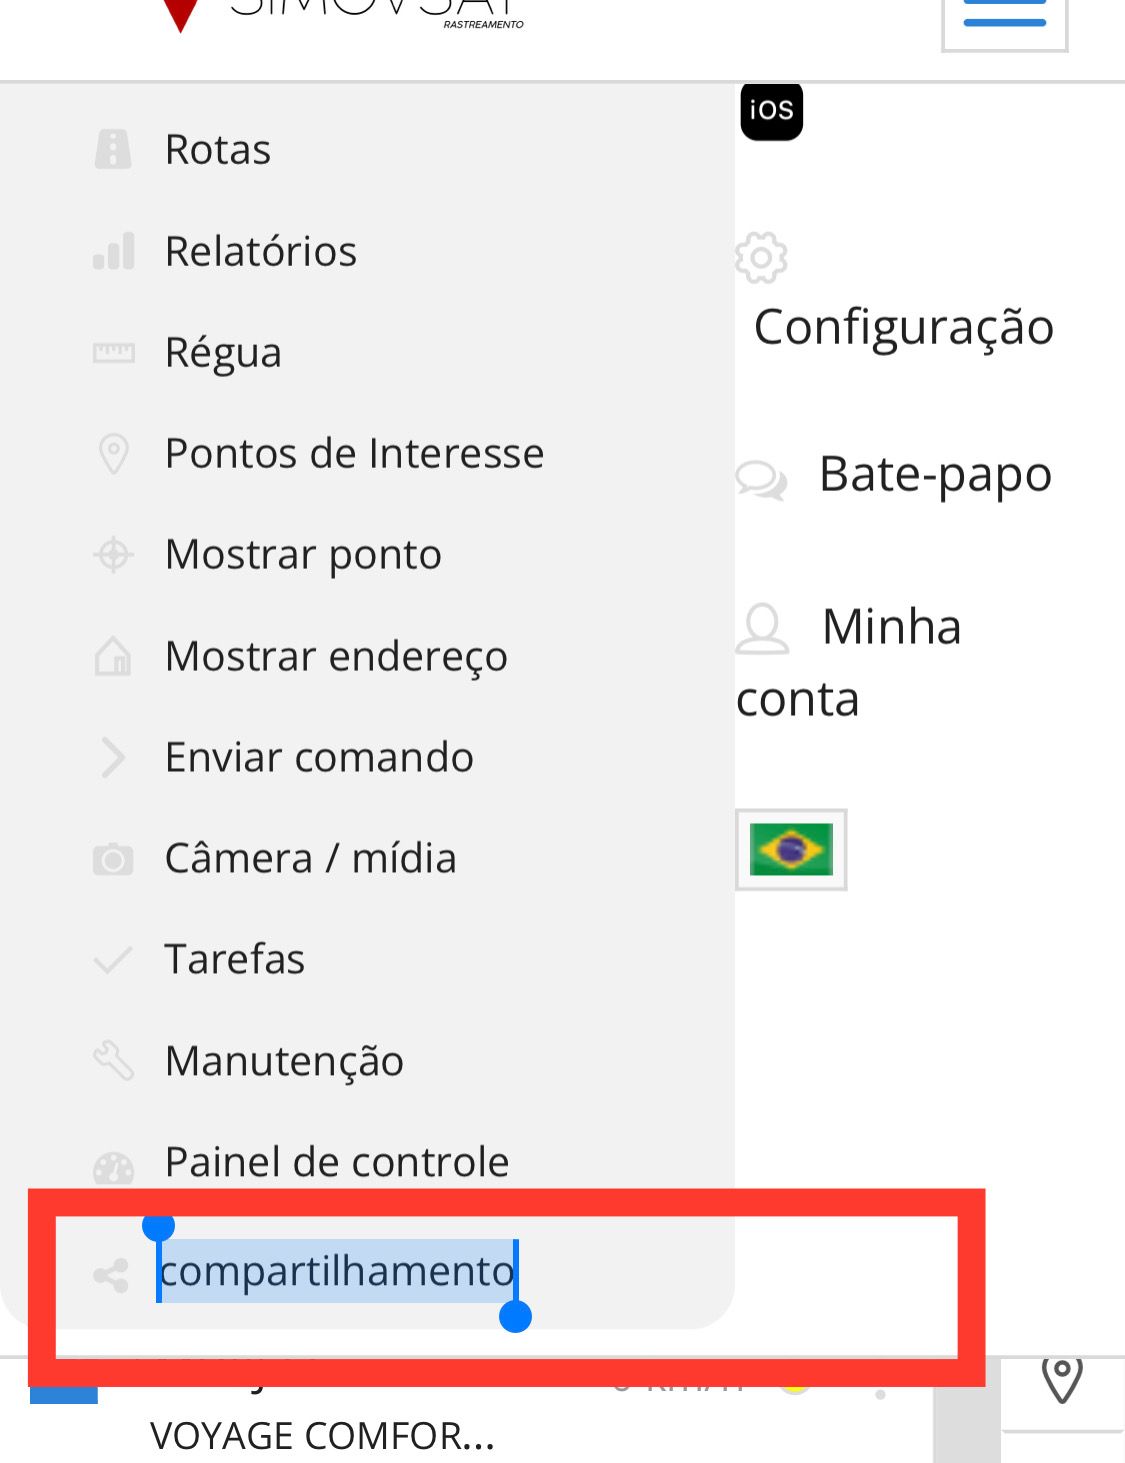 SIMOVSAT
RASTREAMENTO
iOS
Rotas
Relatórios
Régua
Pontos de Interesse
Mostrar ponto
Mostrar endereço
Enviar comando
Câmera / mídia
Tarefas
Manutenção
Painel de controle
compartilhamento
Configuração
Bate-papo
Minha
conta
VOYAGE COMFOR...